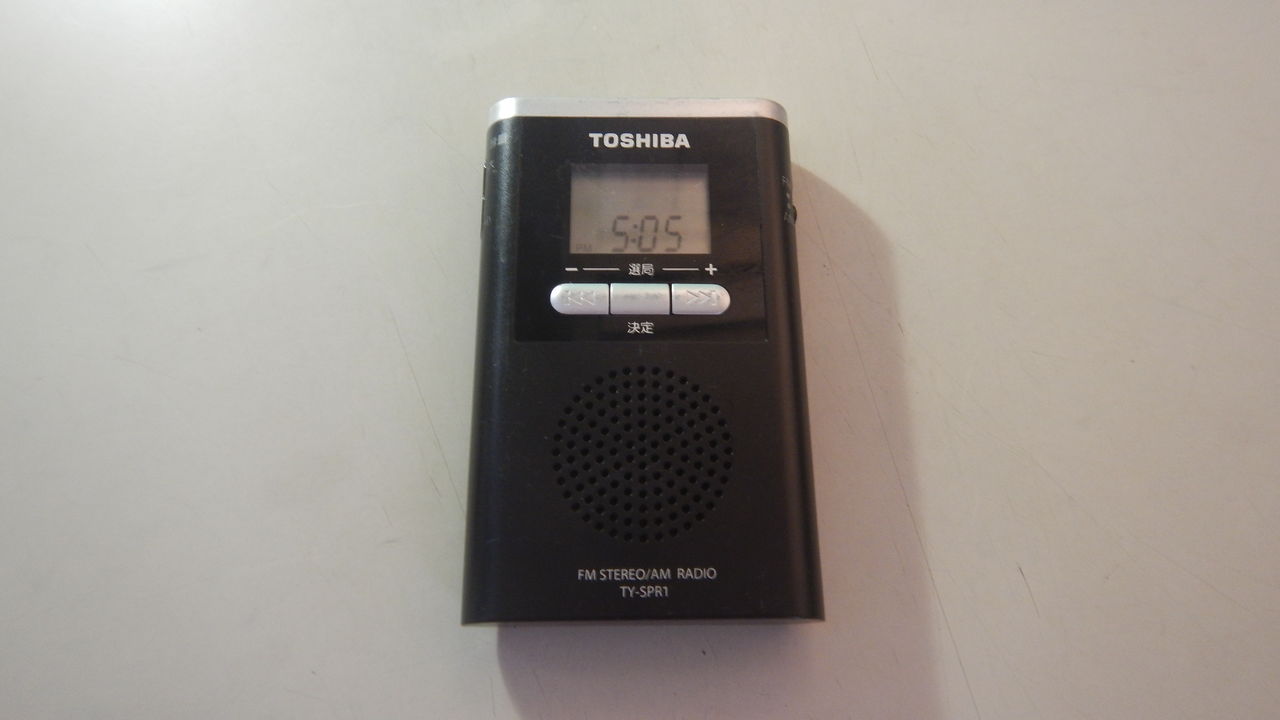 TOSHIBA
PM 5:05
− 選局 +
決定
FM STEREO/AM RADIO
TY-SPR1